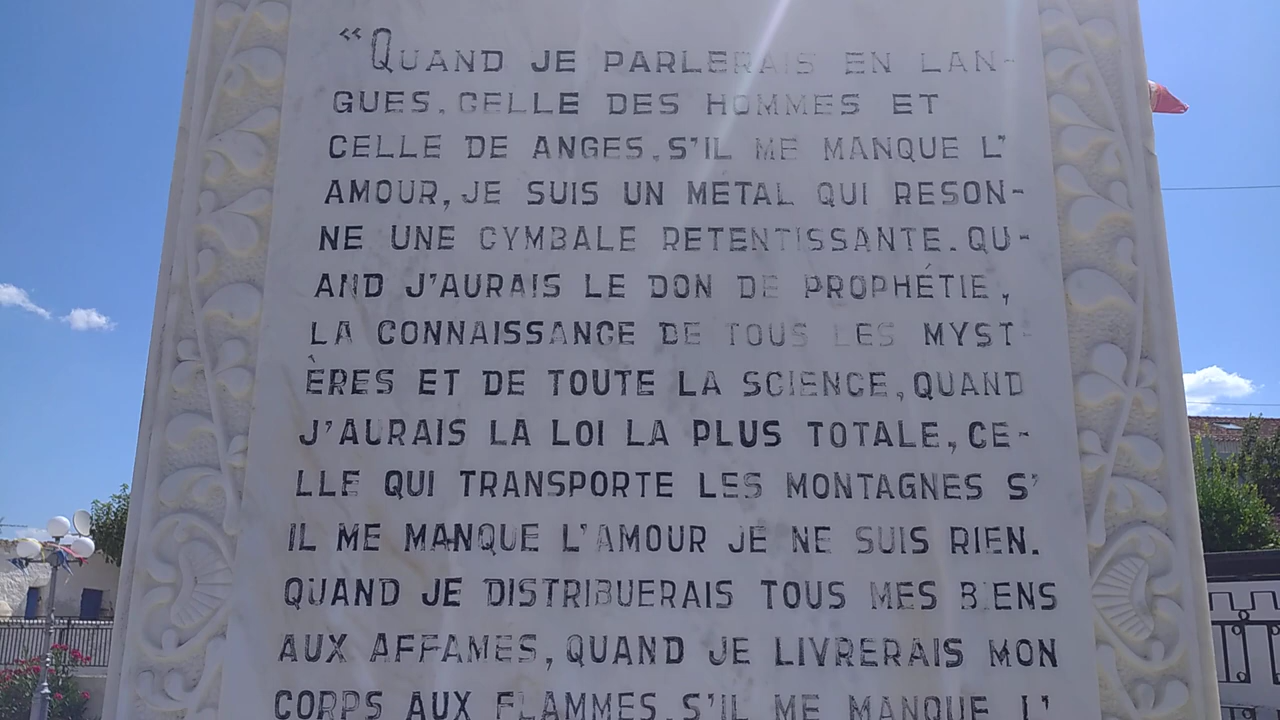 “QUAND JE PARLERAIS EN LAN-
GUES, CELLE DES HOMMES ET
CELLE DE ANGES, S'IL ME MANQUE L'
AMOUR, JE SUIS UN METAL QUI RESON-
NE UNE CYMBALE RETENTISSANTE. QU-
AND J'AURAIS LE DON DE PROPHÉTIE,
LA CONNAISSANCE DE TOUS LES MYST-
ÈRES ET DE TOUTE LA SCIENCE, QUAND
J'AURAIS LA LOI LA PLUS TOTALE, CE-
LLE QUI TRANSPORTE LES MONTAGNES S'
IL ME MANQUE L'AMOUR JE NE SUIS RIEN.
QUAND JE DISTRIBUERAIS TOUS MES BIENS
AUX AFFAMES, QUAND JE LIVRERAIS MON
CORPS AUX FLAMMES, S'IL ME MANQUE L'